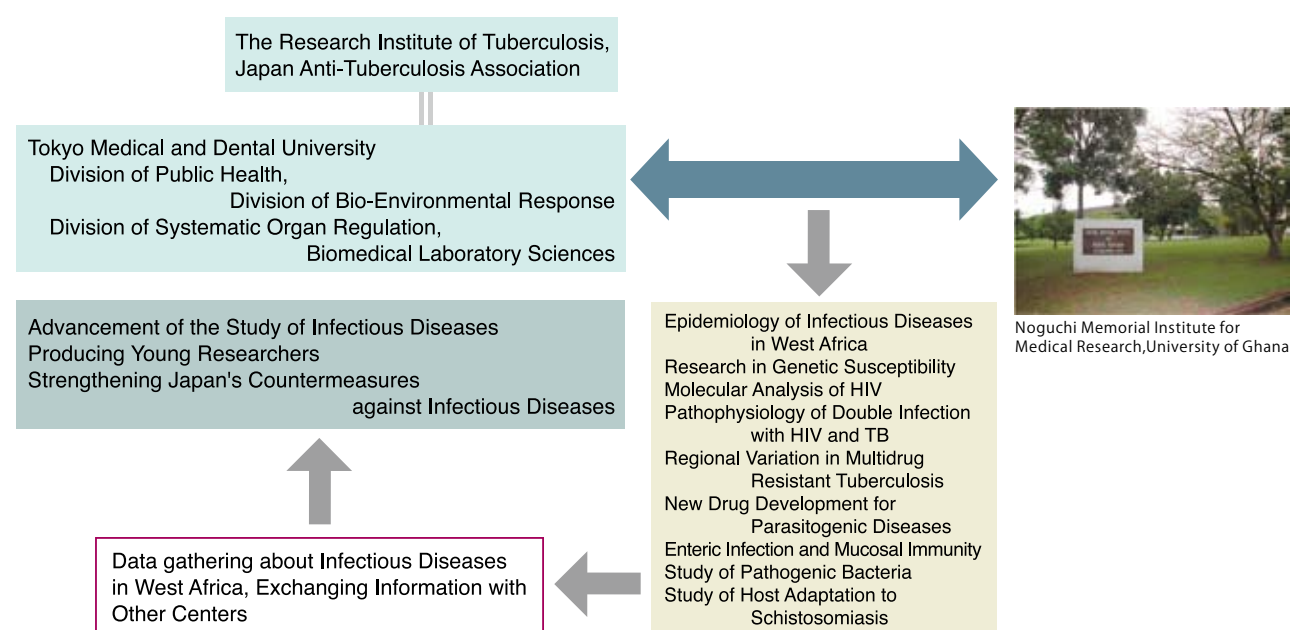 The Research Institute of Tuberculosis,
Japan Anti-Tuberculosis Association
Tokyo Medical and Dental University
Division of Public Health,
Division of Bio-Environmental Response
Division of Systematic Organ Regulation,
Biomedical Laboratory Sciences
Noguchi Memorial Institute for
Medical Research,University of Ghana
Epidemiology of Infectious Diseases
in West Africa
Research in Genetic Susceptibility
Molecular Analysis of HIV
Pathophysiology of Double Infection
with HIV and TB
Regional Variation in Multidrug
Resistant Tuberculosis
New Drug Development for
Parasitogenic Diseases
Enteric Infection and Mucosal Immunity
Study of Pathogenic Bacteria
Study of Host Adaptation to
Schistosomiasis
Data gathering about Infectious Diseases
in West Africa, Exchanging Information with
Other Centers
Advancement of the Study of Infectious Diseases
Producing Young Researchers
Strengthening Japan's Countermeasures
against Infectious Diseases